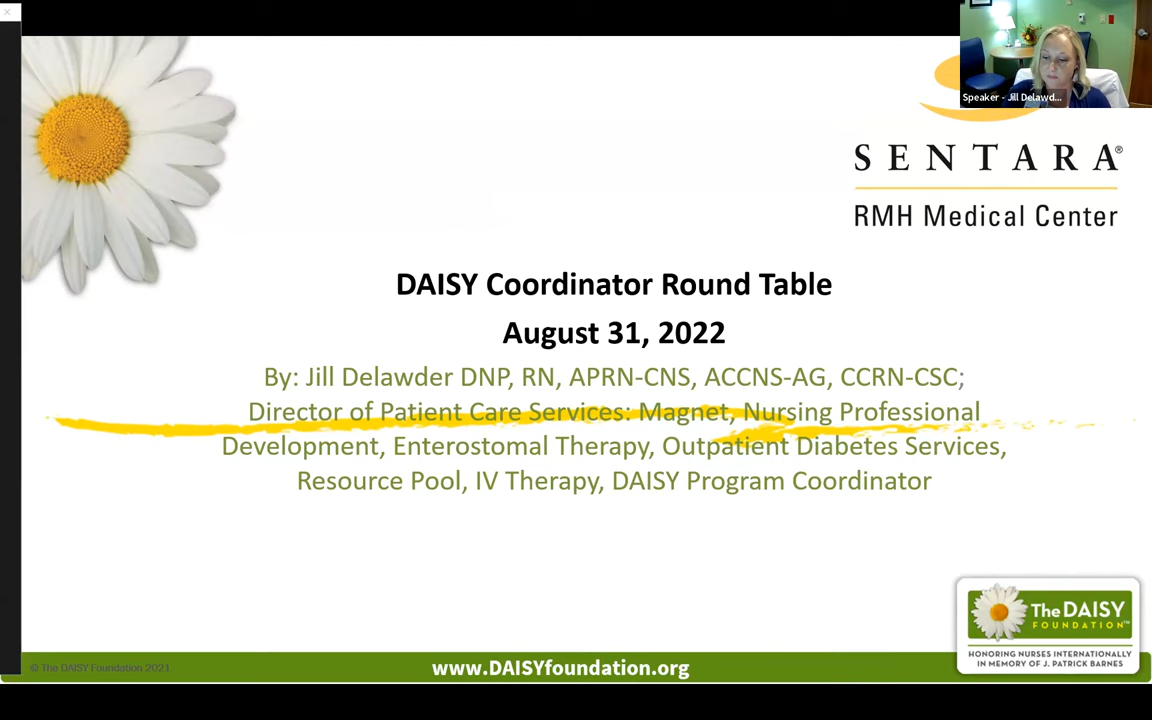 Speaker - Jill Delawd...
SENTARA®
RMH Medical Center
DAISY Coordinator Round Table
August 31, 2022
By: Jill Delawder DNP, RN, APRN-CNS, ACCNS-AG, CCRN-CSC;
Director of Patient Care Services: Magnet, Nursing Professional
Development, Enterostomal Therapy, Outpatient Diabetes Services,
Resource Pool, IV Therapy, DAISY Program Coordinator
The DAISY
FOUNDATION™
HONORING NURSES INTERNATIONALLY
IN MEMORY OF J. PATRICK BARNES
© The DAISY Foundation 2021
www.DAISYfoundation.org